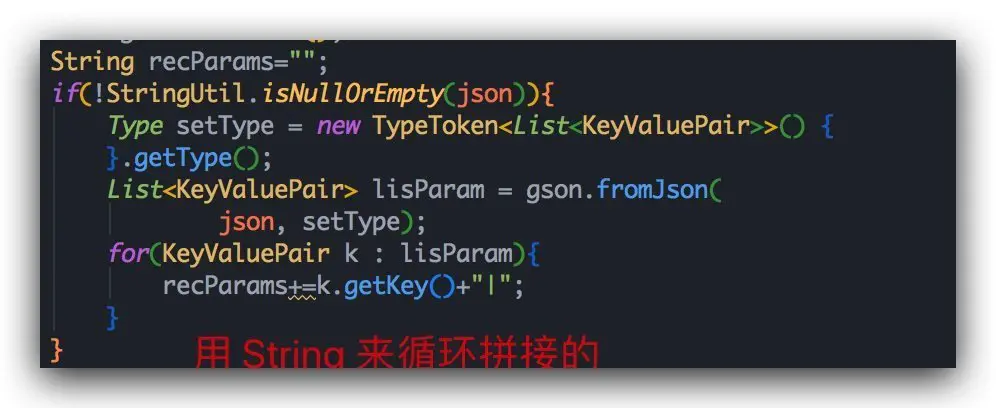 String recParams="";
if(!StringUtil.isNullOrEmpty(json)){
Type setType = new TypeToken<List<KeyValuePair>>() {
}.getType();
List<KeyValuePair> lisParam = gson.fromJson(
json, setType);
for(KeyValuePair k : lisParam){
recParams+=k.getKey()+"|";
}
}
用 String 来循环拼接的